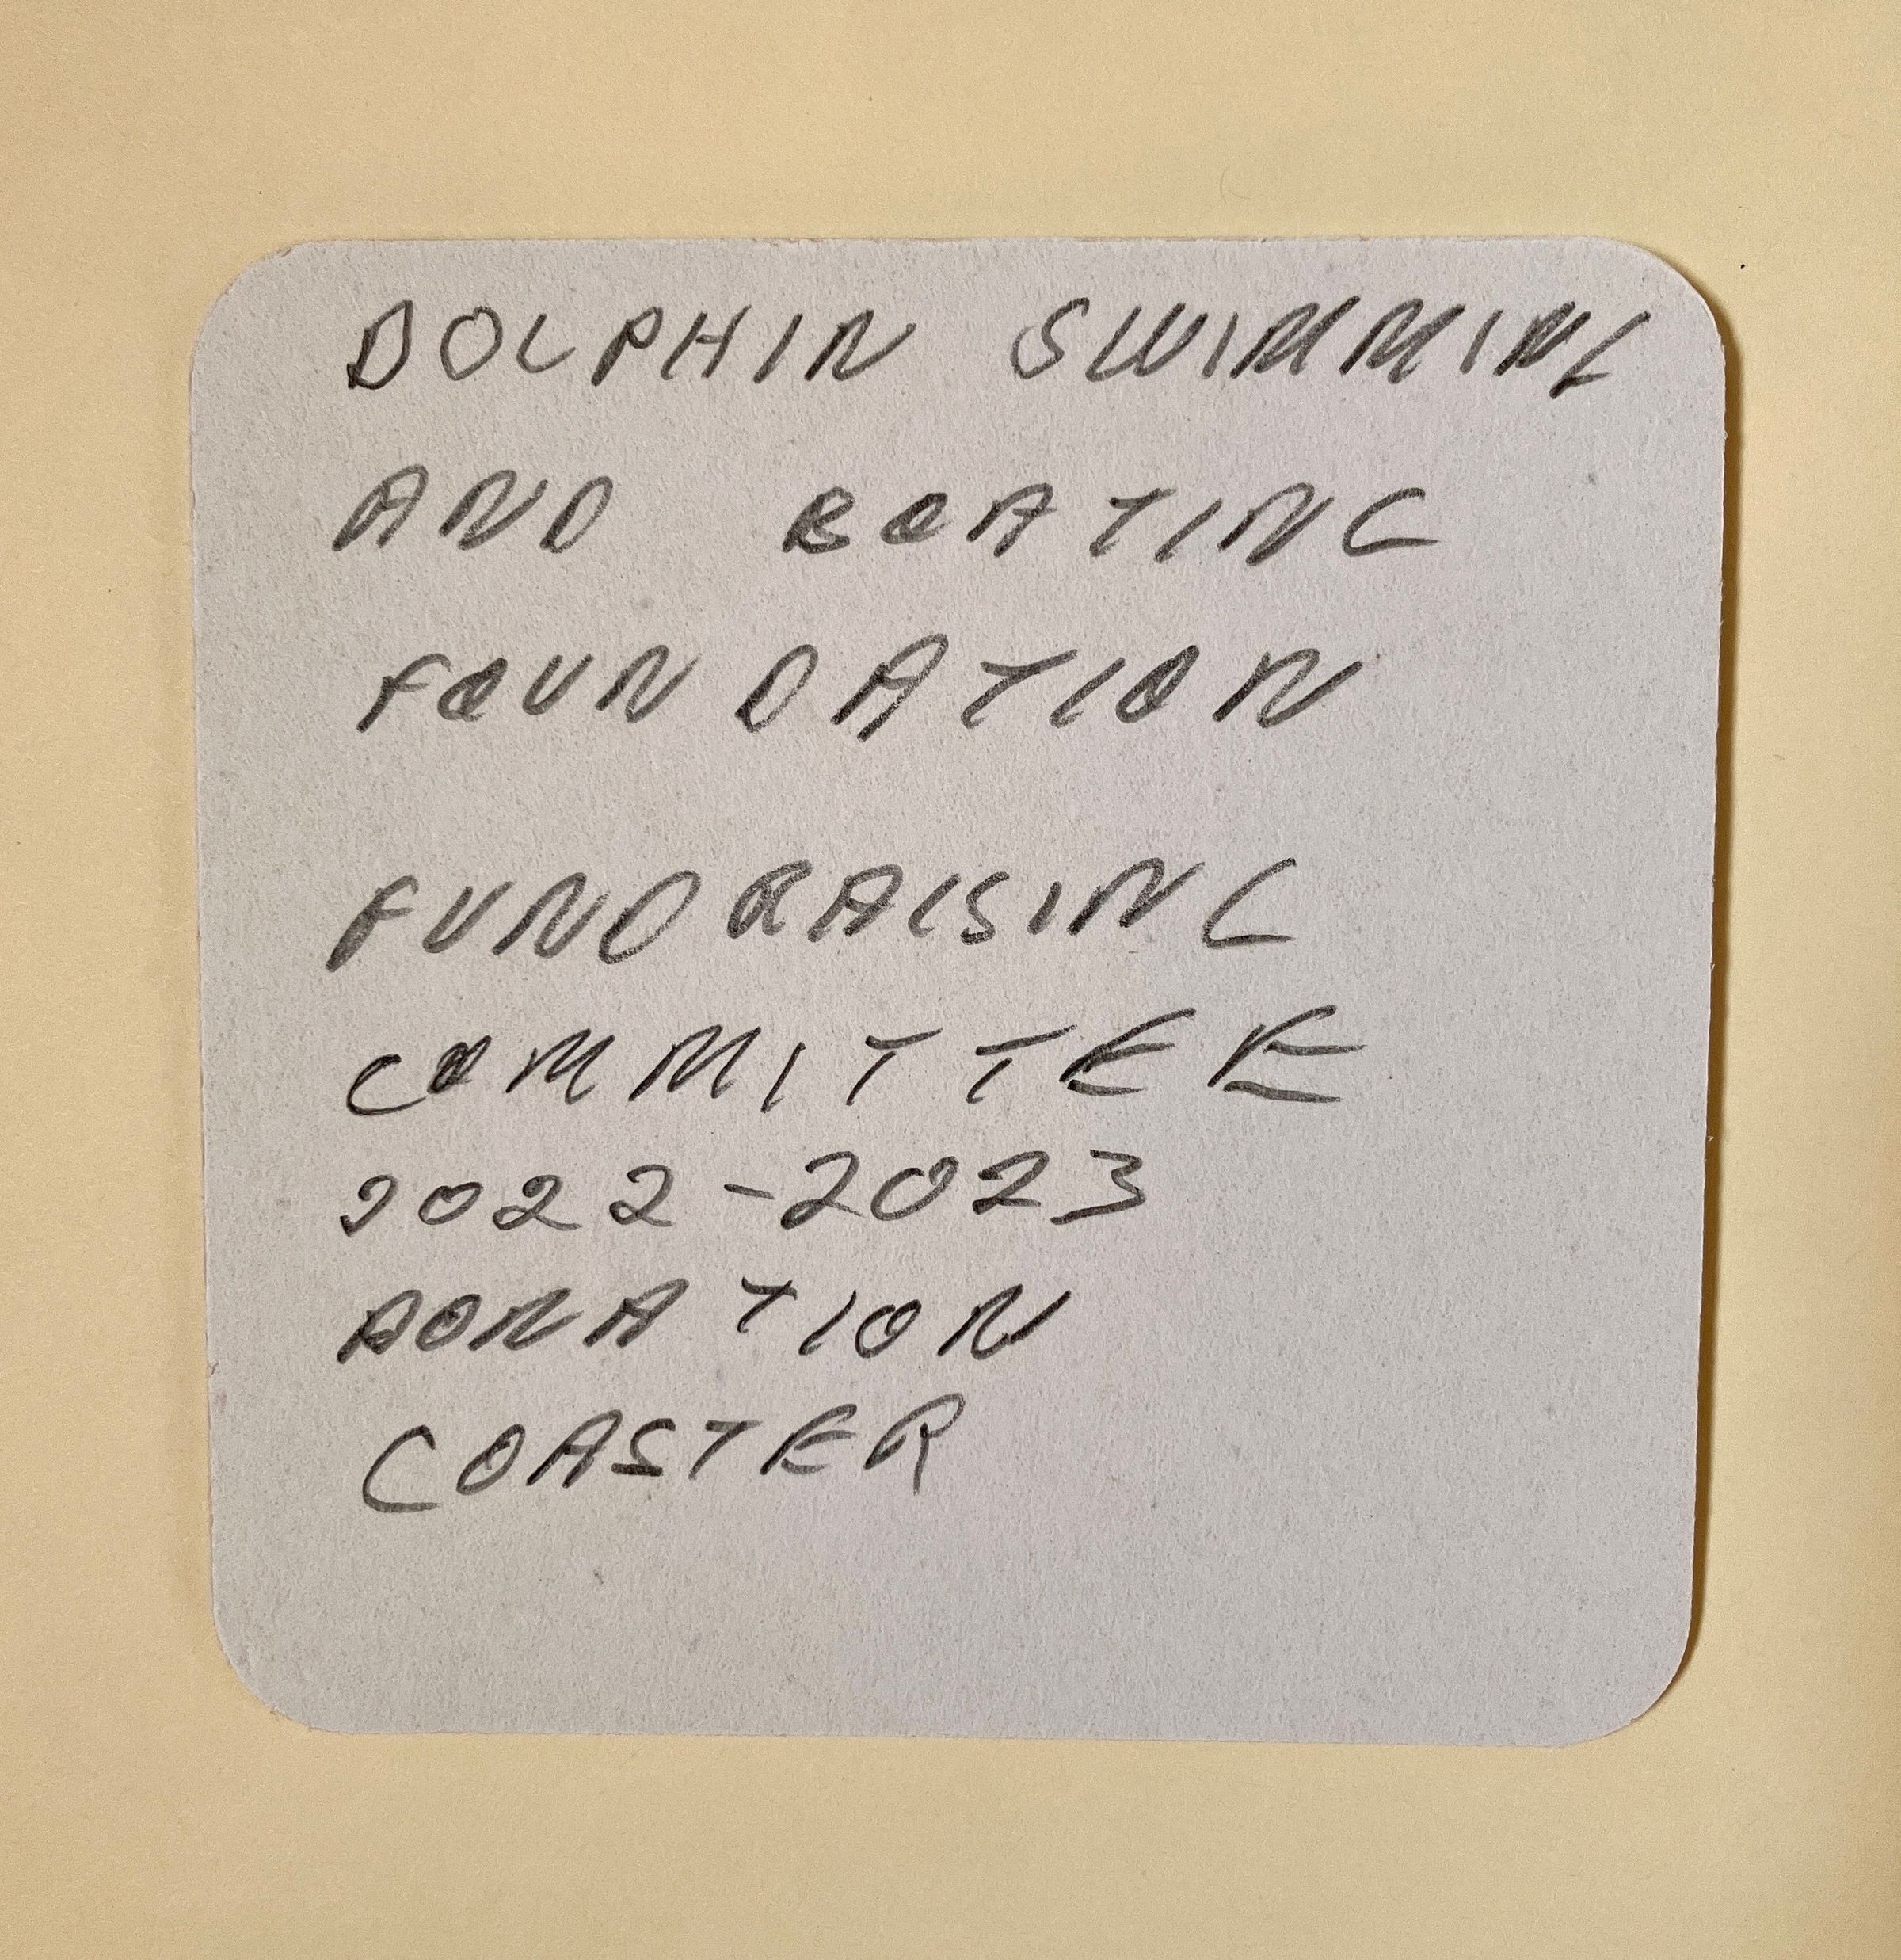 DOLPHIN SWIMMING
AND BOATING
FOUNDATION
FUNDRAISING
COMMITTEE
2022-2023
DONATION
COASTER